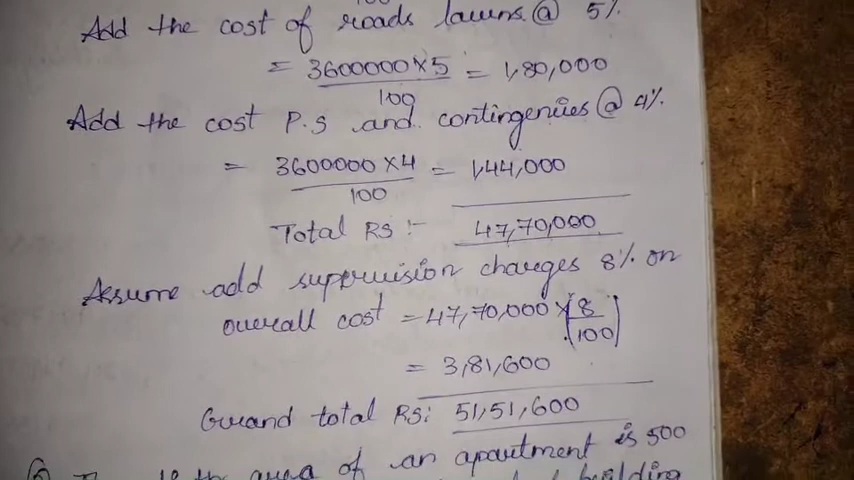 100
Add the cost of roads lawns @ 5%
= 3600000×5 = 1,80,000
100
Add the cost P.S and contingencies @ 4%
= 3600000×4 = 1,44,000
100
Total RS :- 47,70,000
Assume add supervision charges 8% on
overall cost = 47,70,000 × (8
100)
= 3,81,600
Grand total RS: 51,51,600
the area of an apartment is 500
building